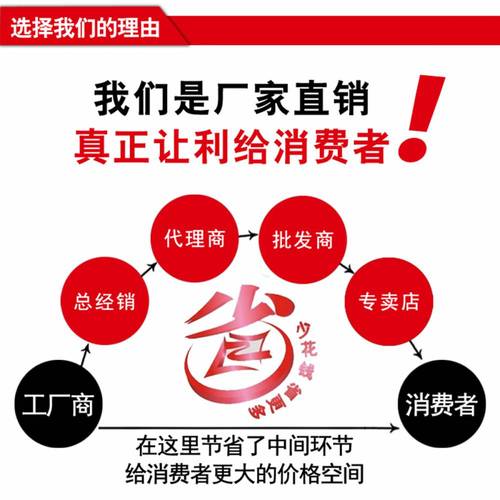 选择我们的理由
我们是厂家直销
真正让利给消费者!
代理商
批发商
总经销
专卖店
省
少花钱省更多
工厂商
消费者
在这里节省了中间环节
给消费者更大的价格空间